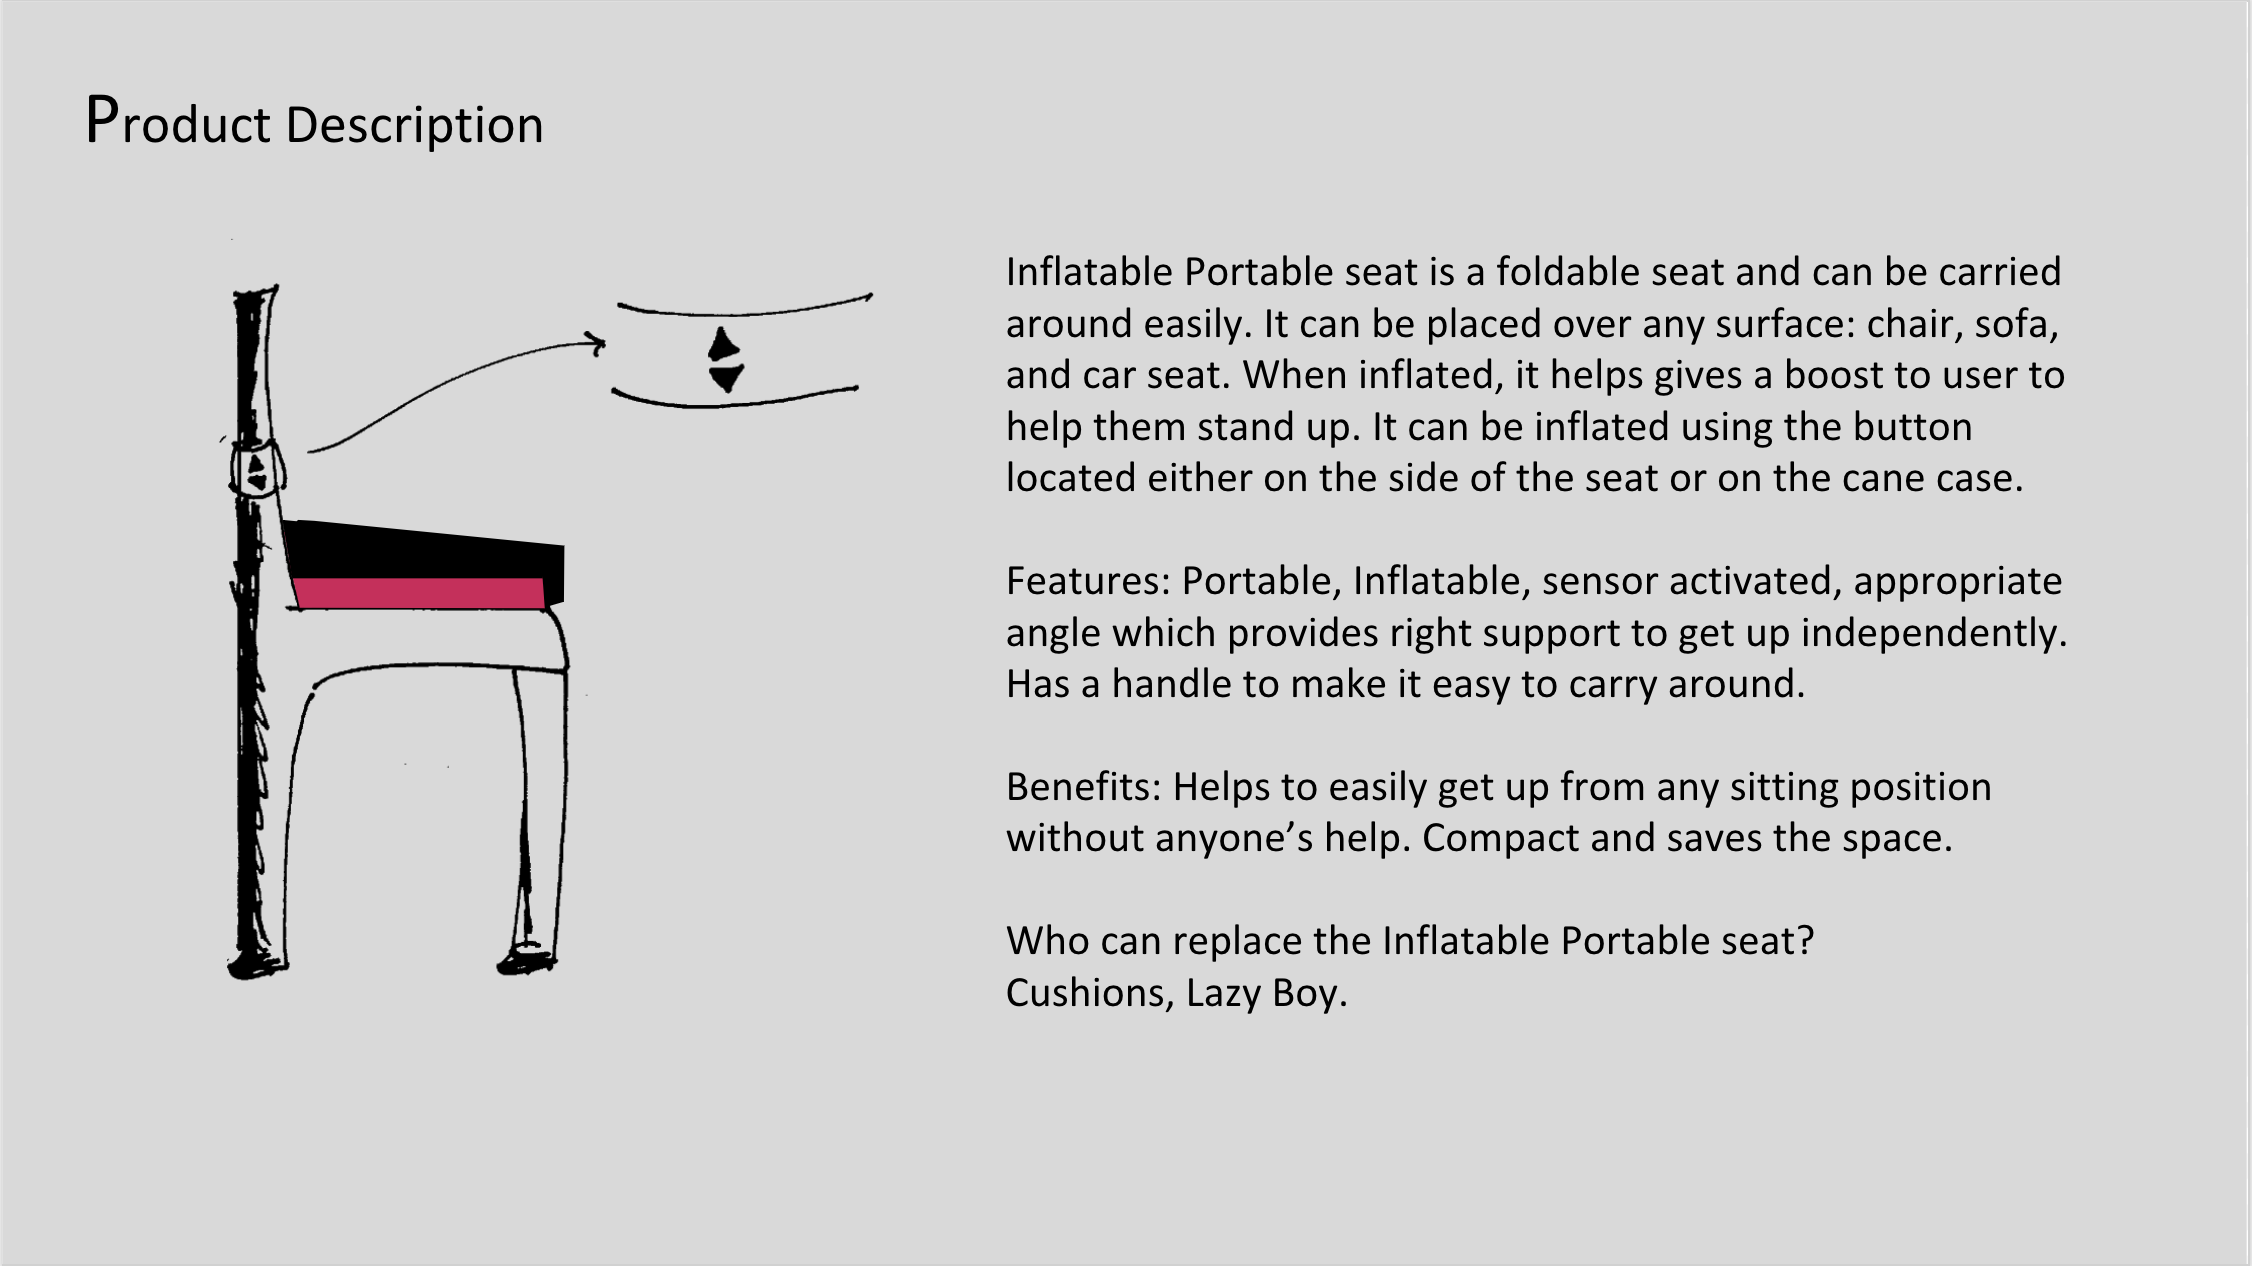 Product Description
Inflatable Portable seat is a foldable seat and can be carried
around easily. It can be placed over any surface: chair, sofa,
and car seat. When inflated, it helps gives a boost to user to
help them stand up. It can be inflated using the button
located either on the side of the seat or on the cane case.
Features: Portable, Inflatable, sensor activated, appropriate
angle which provides right support to get up independently.
Has a handle to make it easy to carry around.
Benefits: Helps to easily get up from any sitting position
without anyone’s help. Compact and saves the space.
Who can replace the Inflatable Portable seat?
Cushions, Lazy Boy.